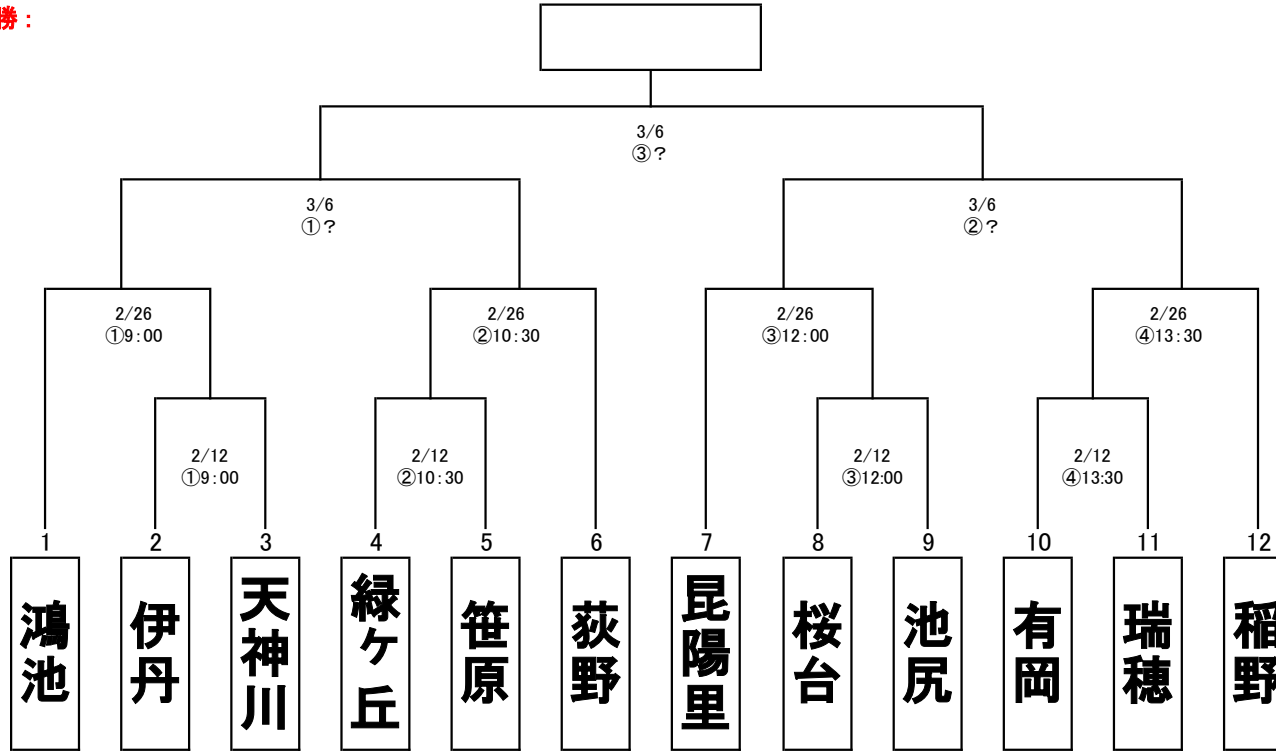 勝：
3/6
③？
3/6
①？
3/6
②？
2/26
①9：00
2/26
②10：30
2/26
③12：00
2/26
④13：30
2/12
①9：00
2/12
②10：30
2/12
③12:00
2/12
④13:30
1 2 3 4 5 6 7 8 9 10 11 12
鴻池
伊丹
天神川
緑ケ丘
笹原
荻野
昆陽里
桜台
池尻
有岡
瑞穂
稲野